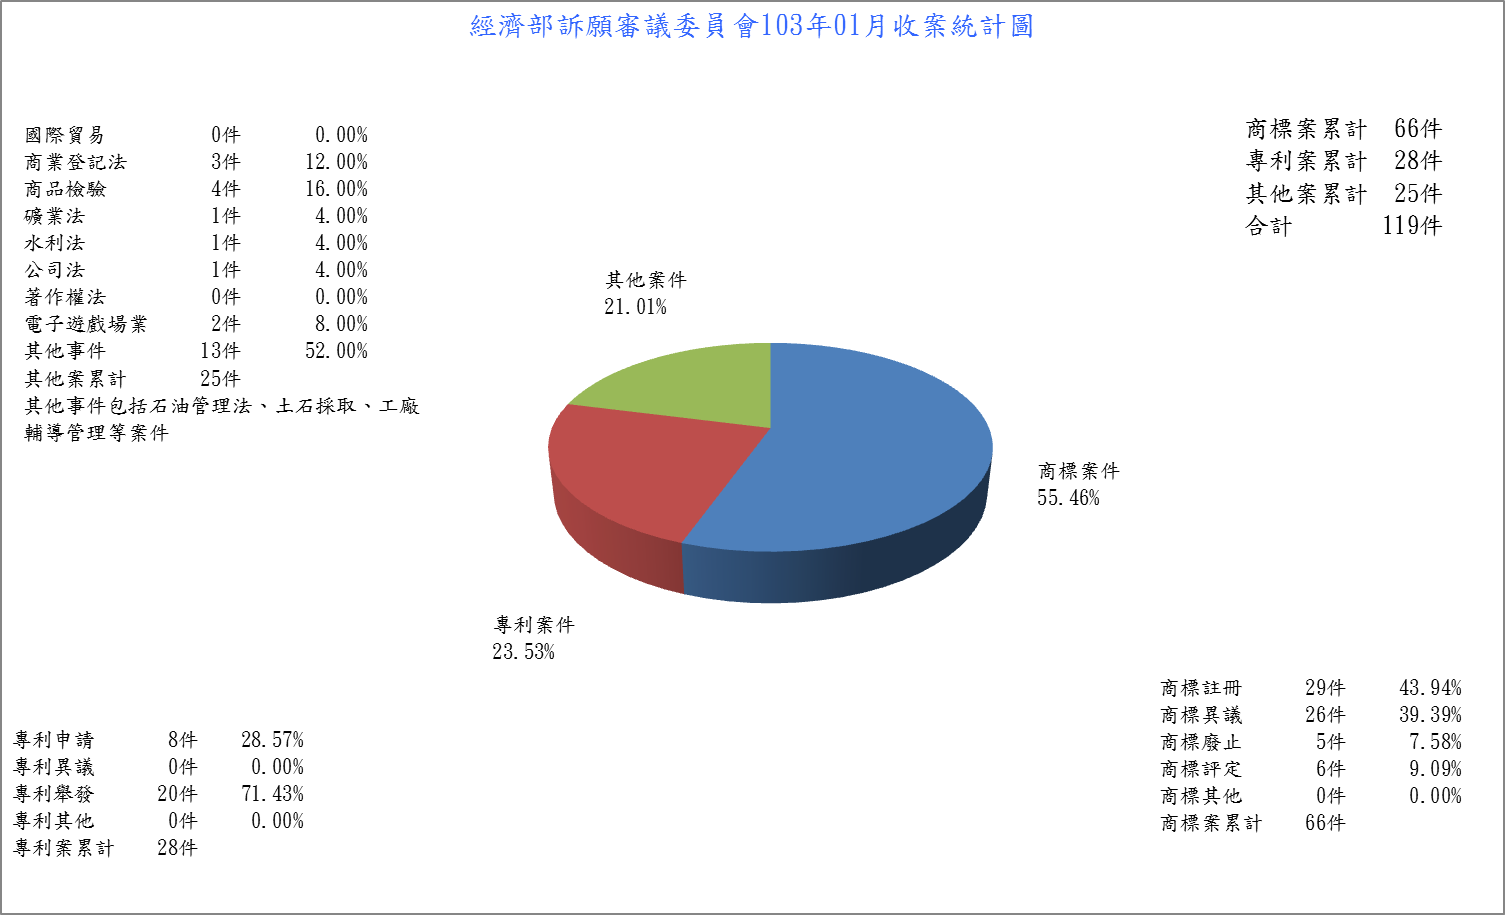 經濟部訴願審議委員會103年01月收案統計圖
國際貿易 0件 0.00%
商業登記法 3件 12.00%
商品檢驗 4件 16.00%
礦業法 1件 4.00%
水利法 1件 4.00%
公司法 1件 4.00%
著作權法 0件 0.00%
電子遊戲場業 2件 8.00%
其他事件 13件 52.00%
其他案累計 25件
其他事件包括石油管理法、土石採取、工廠
輔導管理等案件
商標案累計 66件
專利案累計 28件
其他案累計 25件
合計 119件
其他案件
21.01%
商標案件
55.46%
專利案件
23.53%
專利申請 8件 28.57%
專利異議 0件 0.00%
專利舉發 20件 71.43%
專利其他 0件 0.00%
專利案累計 28件
商標註冊 29件 43.94%
商標異議 26件 39.39%
商標廢止 5件 7.58%
商標評定 6件 9.09%
商標其他 0件 0.00%
商標案累計 66件